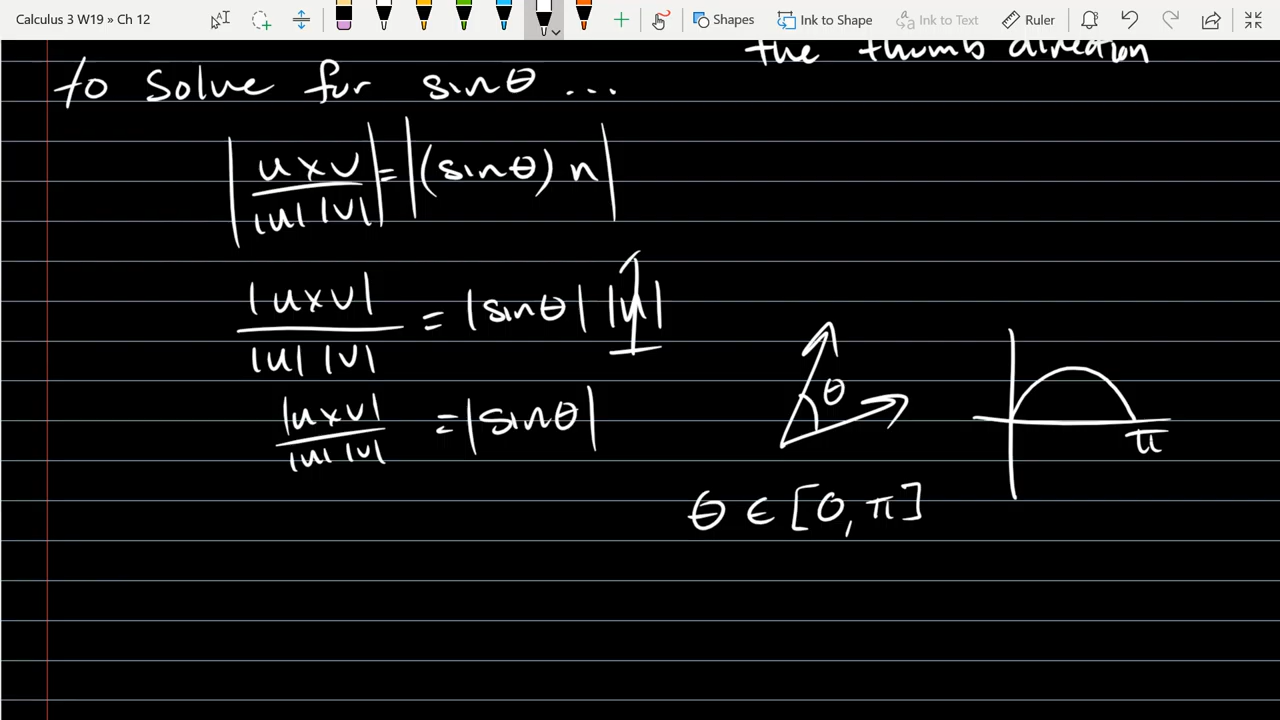 Calculus 3 W19 » Ch 12
Shapes
Ink to Shape
Ink to Text
Ruler
the thumb direction
to solve for sinθ ...
|u×v / |u| |v|| = |(sinθ) n|
|u×v| / |u| |v| = |sinθ| |n| 1
|u×v| / |u| |v| = |sinθ|
θ
π
θ ∈ [0, π]